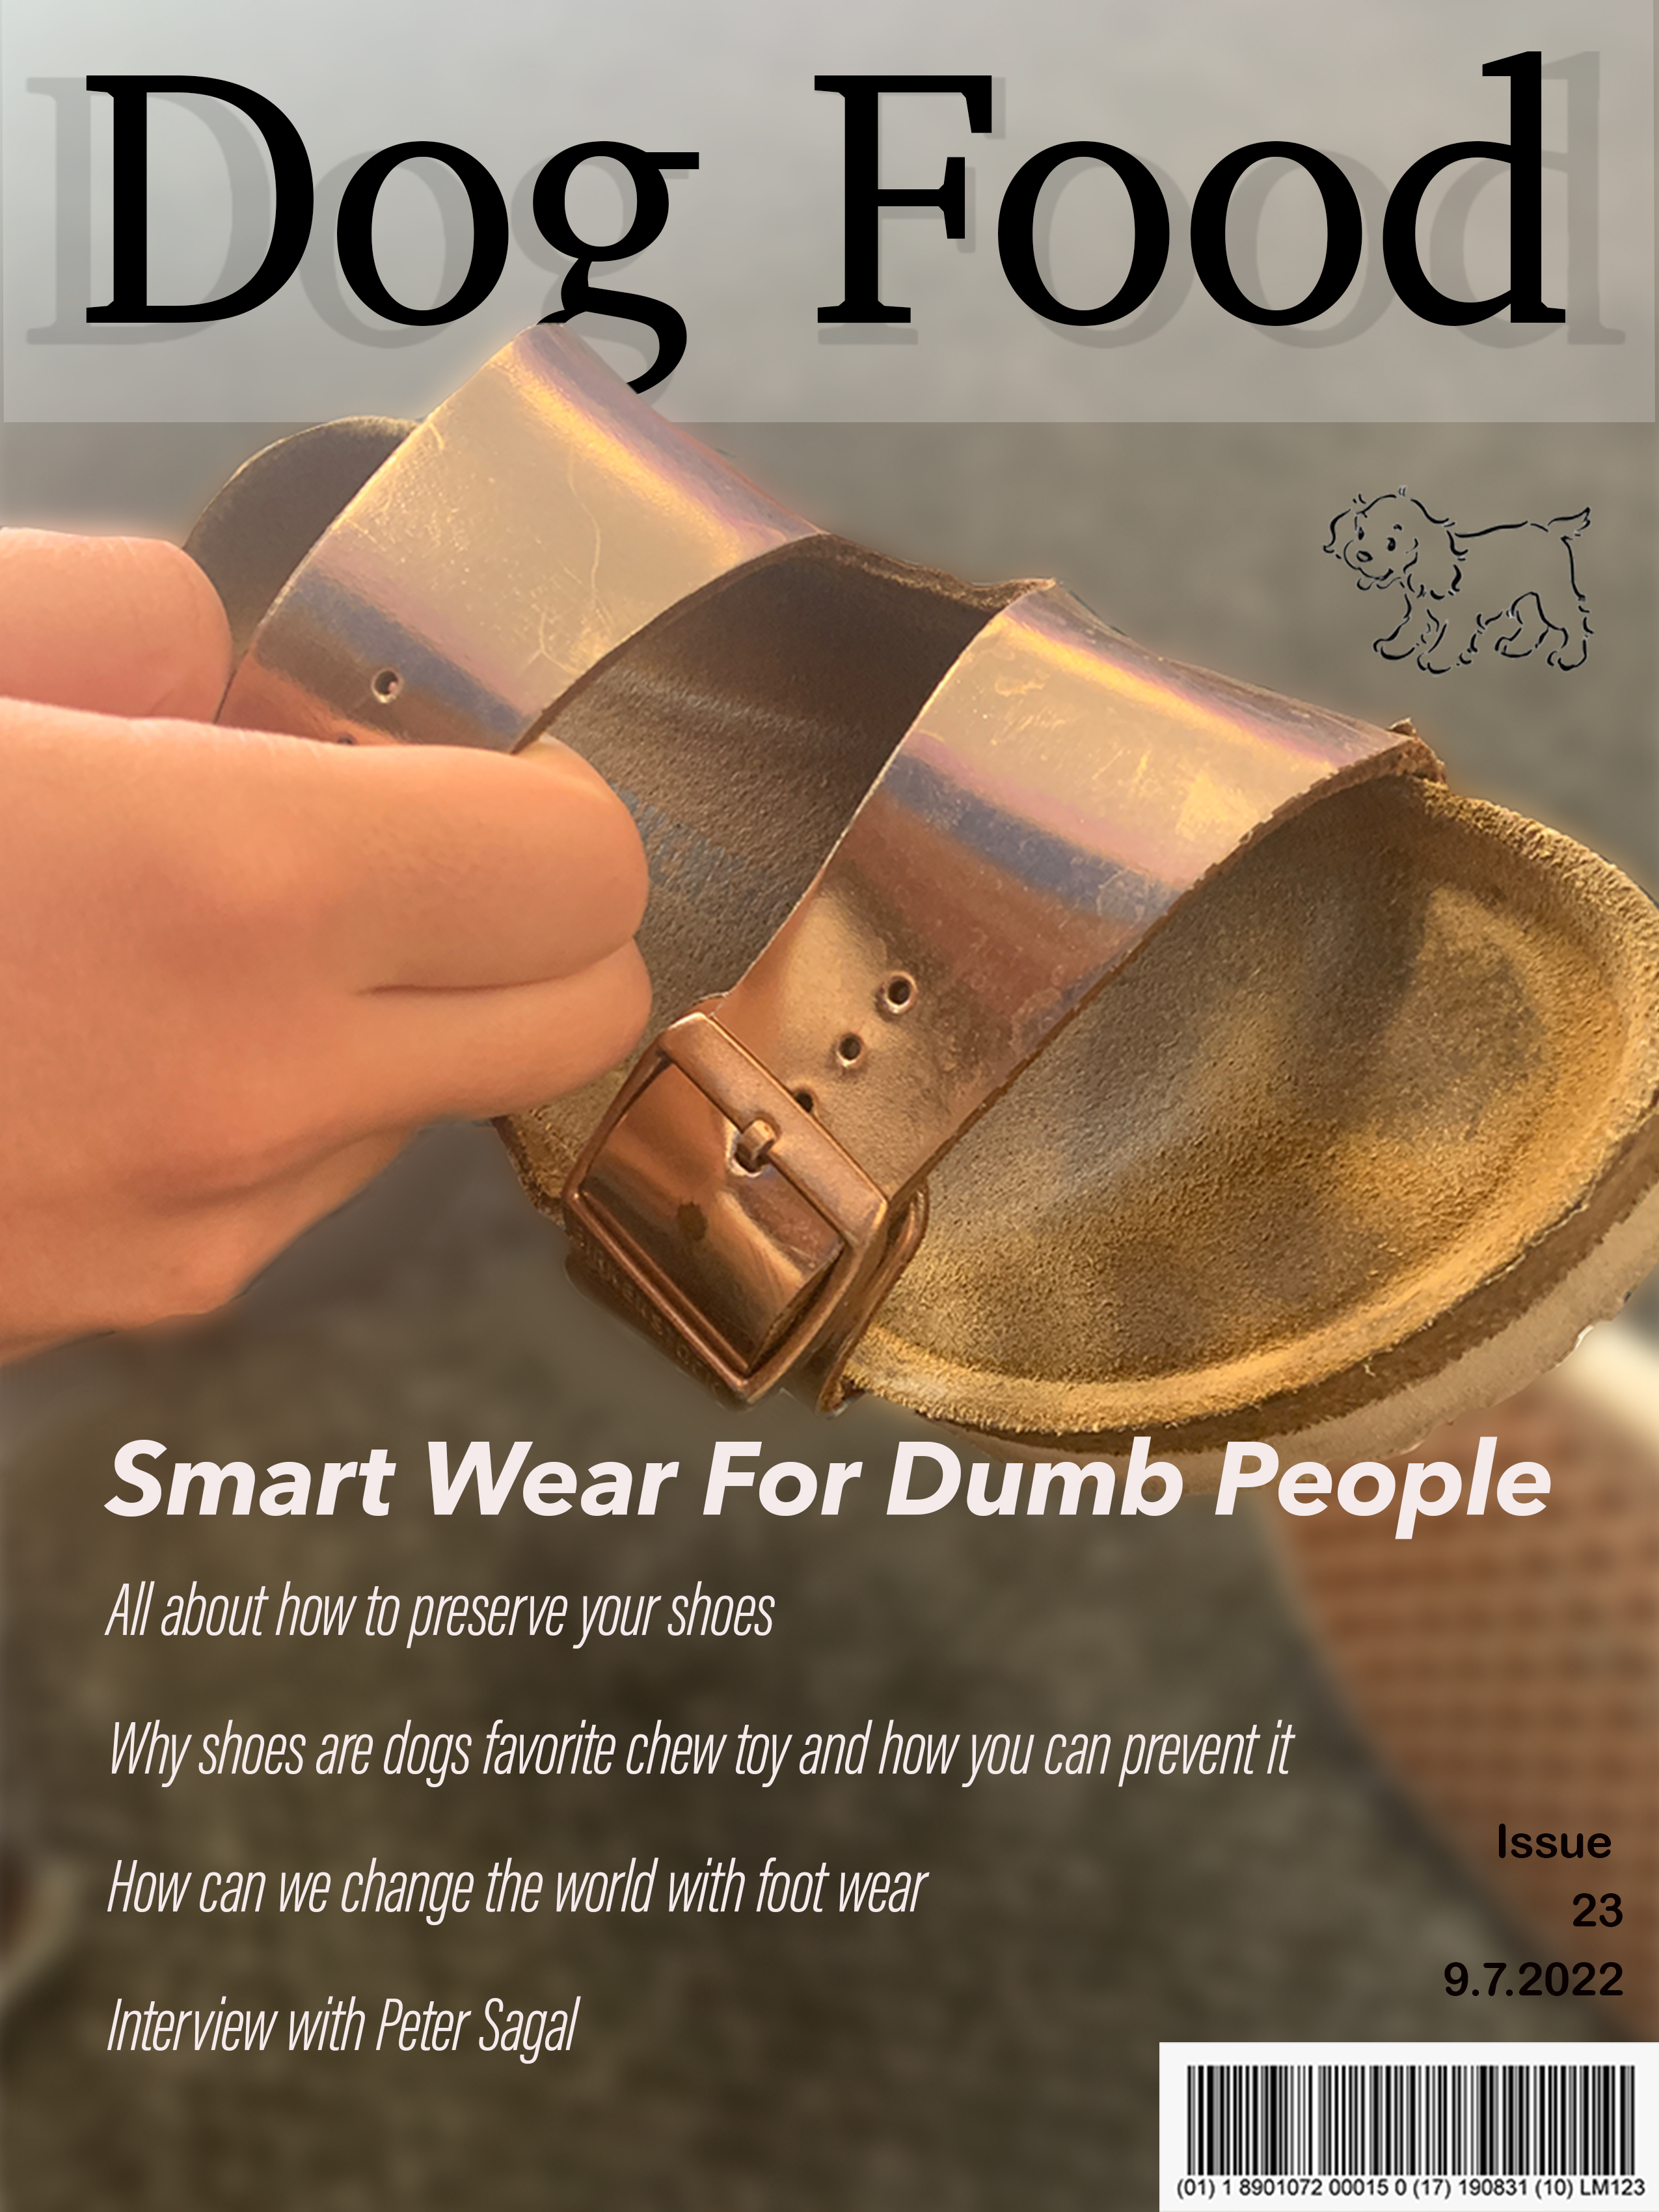 Dog Food
Smart Wear For Dumb People
All about how to preserve your shoes
Why shoes are dogs favorite chew toy and how you can prevent it
How can we change the world with foot wear
Interview with Peter Sagal
Issue
23
9.7.2022
(01) 1 8901072 00015 0 (17) 190831 (10) LM123